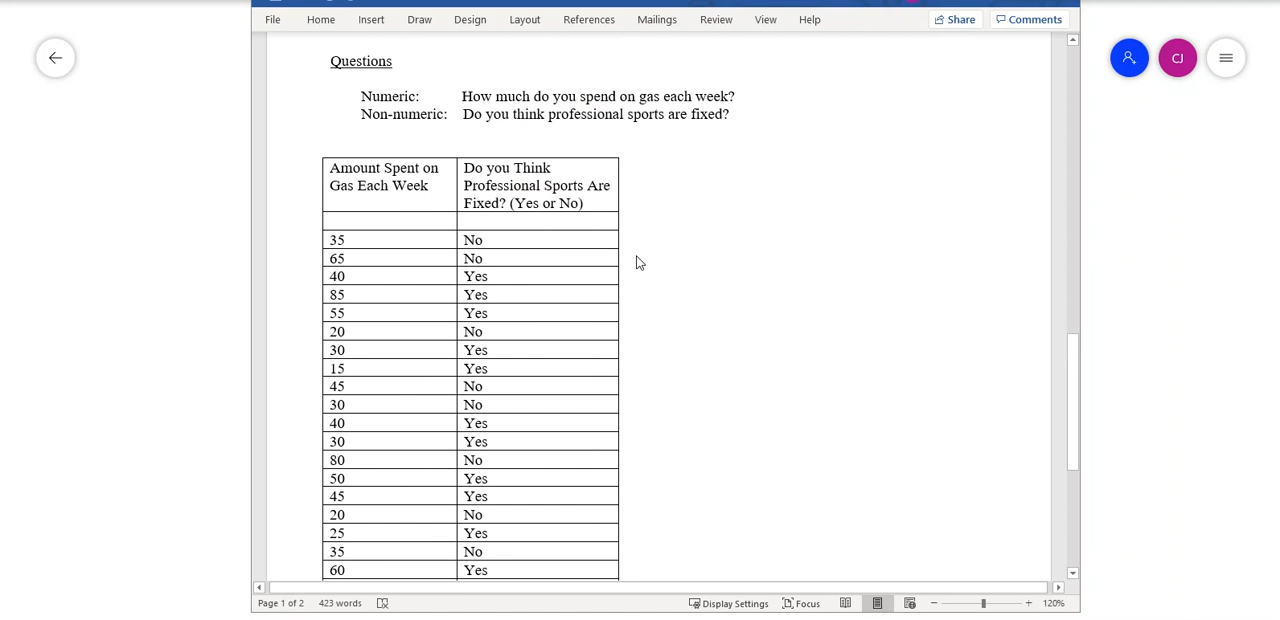 File Home Insert Draw Design Layout References Mailings Review View Help Share Comments
CJ
Questions
Numeric: How much do you spend on gas each week?
Non-numeric: Do you think professional sports are fixed?
Amount Spent on Gas Each Week
Do you Think Professional Sports Are Fixed? (Yes or No)
35 No
65 No
40 Yes
85 Yes
55 Yes
20 No
30 Yes
15 Yes
45 No
30 No
40 Yes
30 Yes
80 No
50 Yes
45 Yes
20 No
25 Yes
35 No
60 Yes
Page 1 of 2 423 words Display Settings Focus 120%